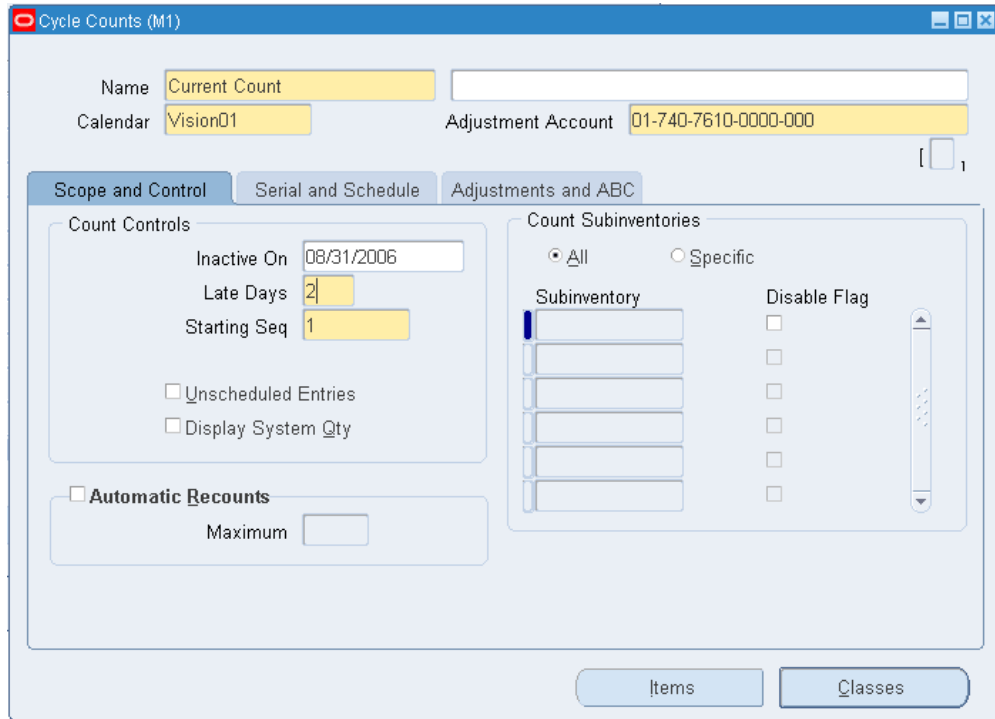 Cycle Counts (M1)
Name Current Count
Calendar Vision01 Adjustment Account 01-740-7610-0000-000
[ ]
Scope and Control Serial and Schedule Adjustments and ABC
Count Controls
Inactive On 08/31/2006
Late Days 2
Starting Seq 1
Unscheduled Entries
Display System Qty
Automatic Recounts
Maximum
Count Subinventories
All Specific
Subinventory Disable Flag
Items Classes